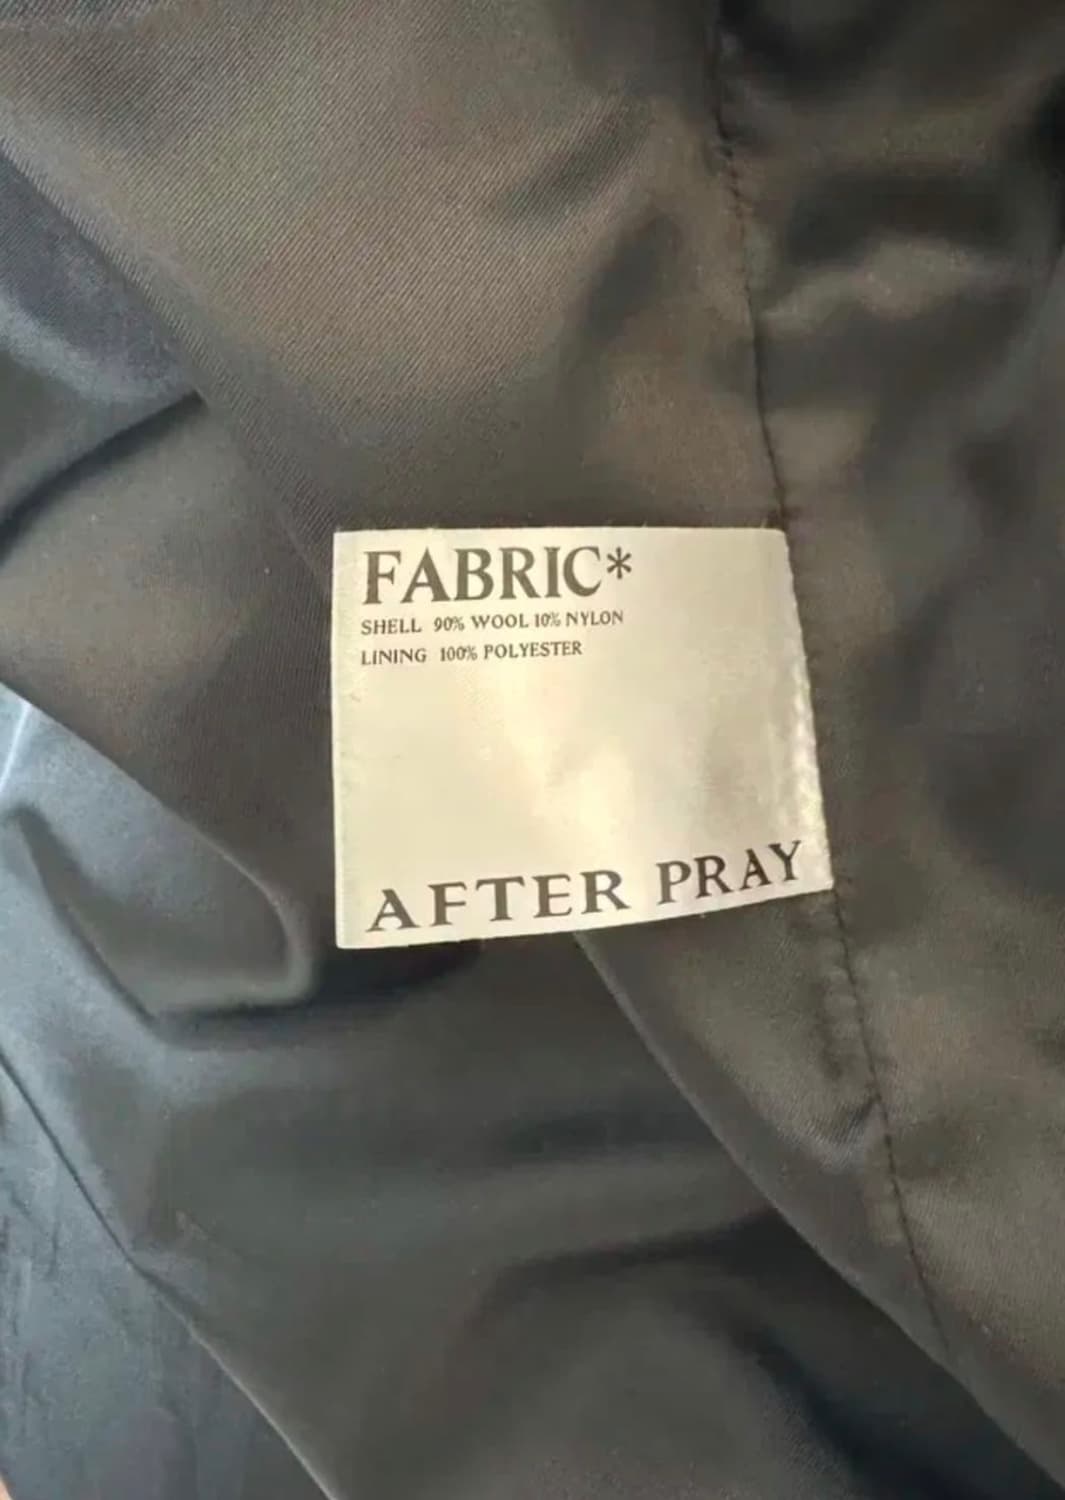 FABRIC*
SHELL 90% WOOL 10% NYLON
LINING 100% POLYESTER
AFTER PRAY